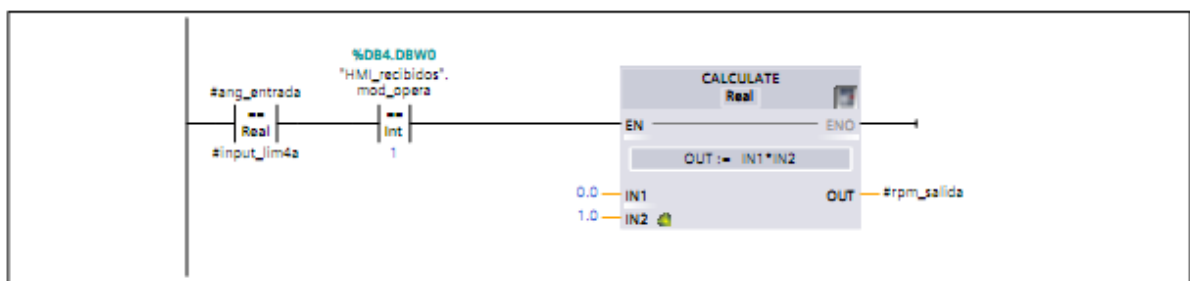 %DB4.DBW0
"HMI_recibidos".
mod_opera
#ang_entrada
==
Real
#input_lim4a
==
Int
1
CALCULATE
Real
EN
ENO
OUT := IN1*IN2
0.0 IN1
OUT #rpm_salida
1.0 IN2